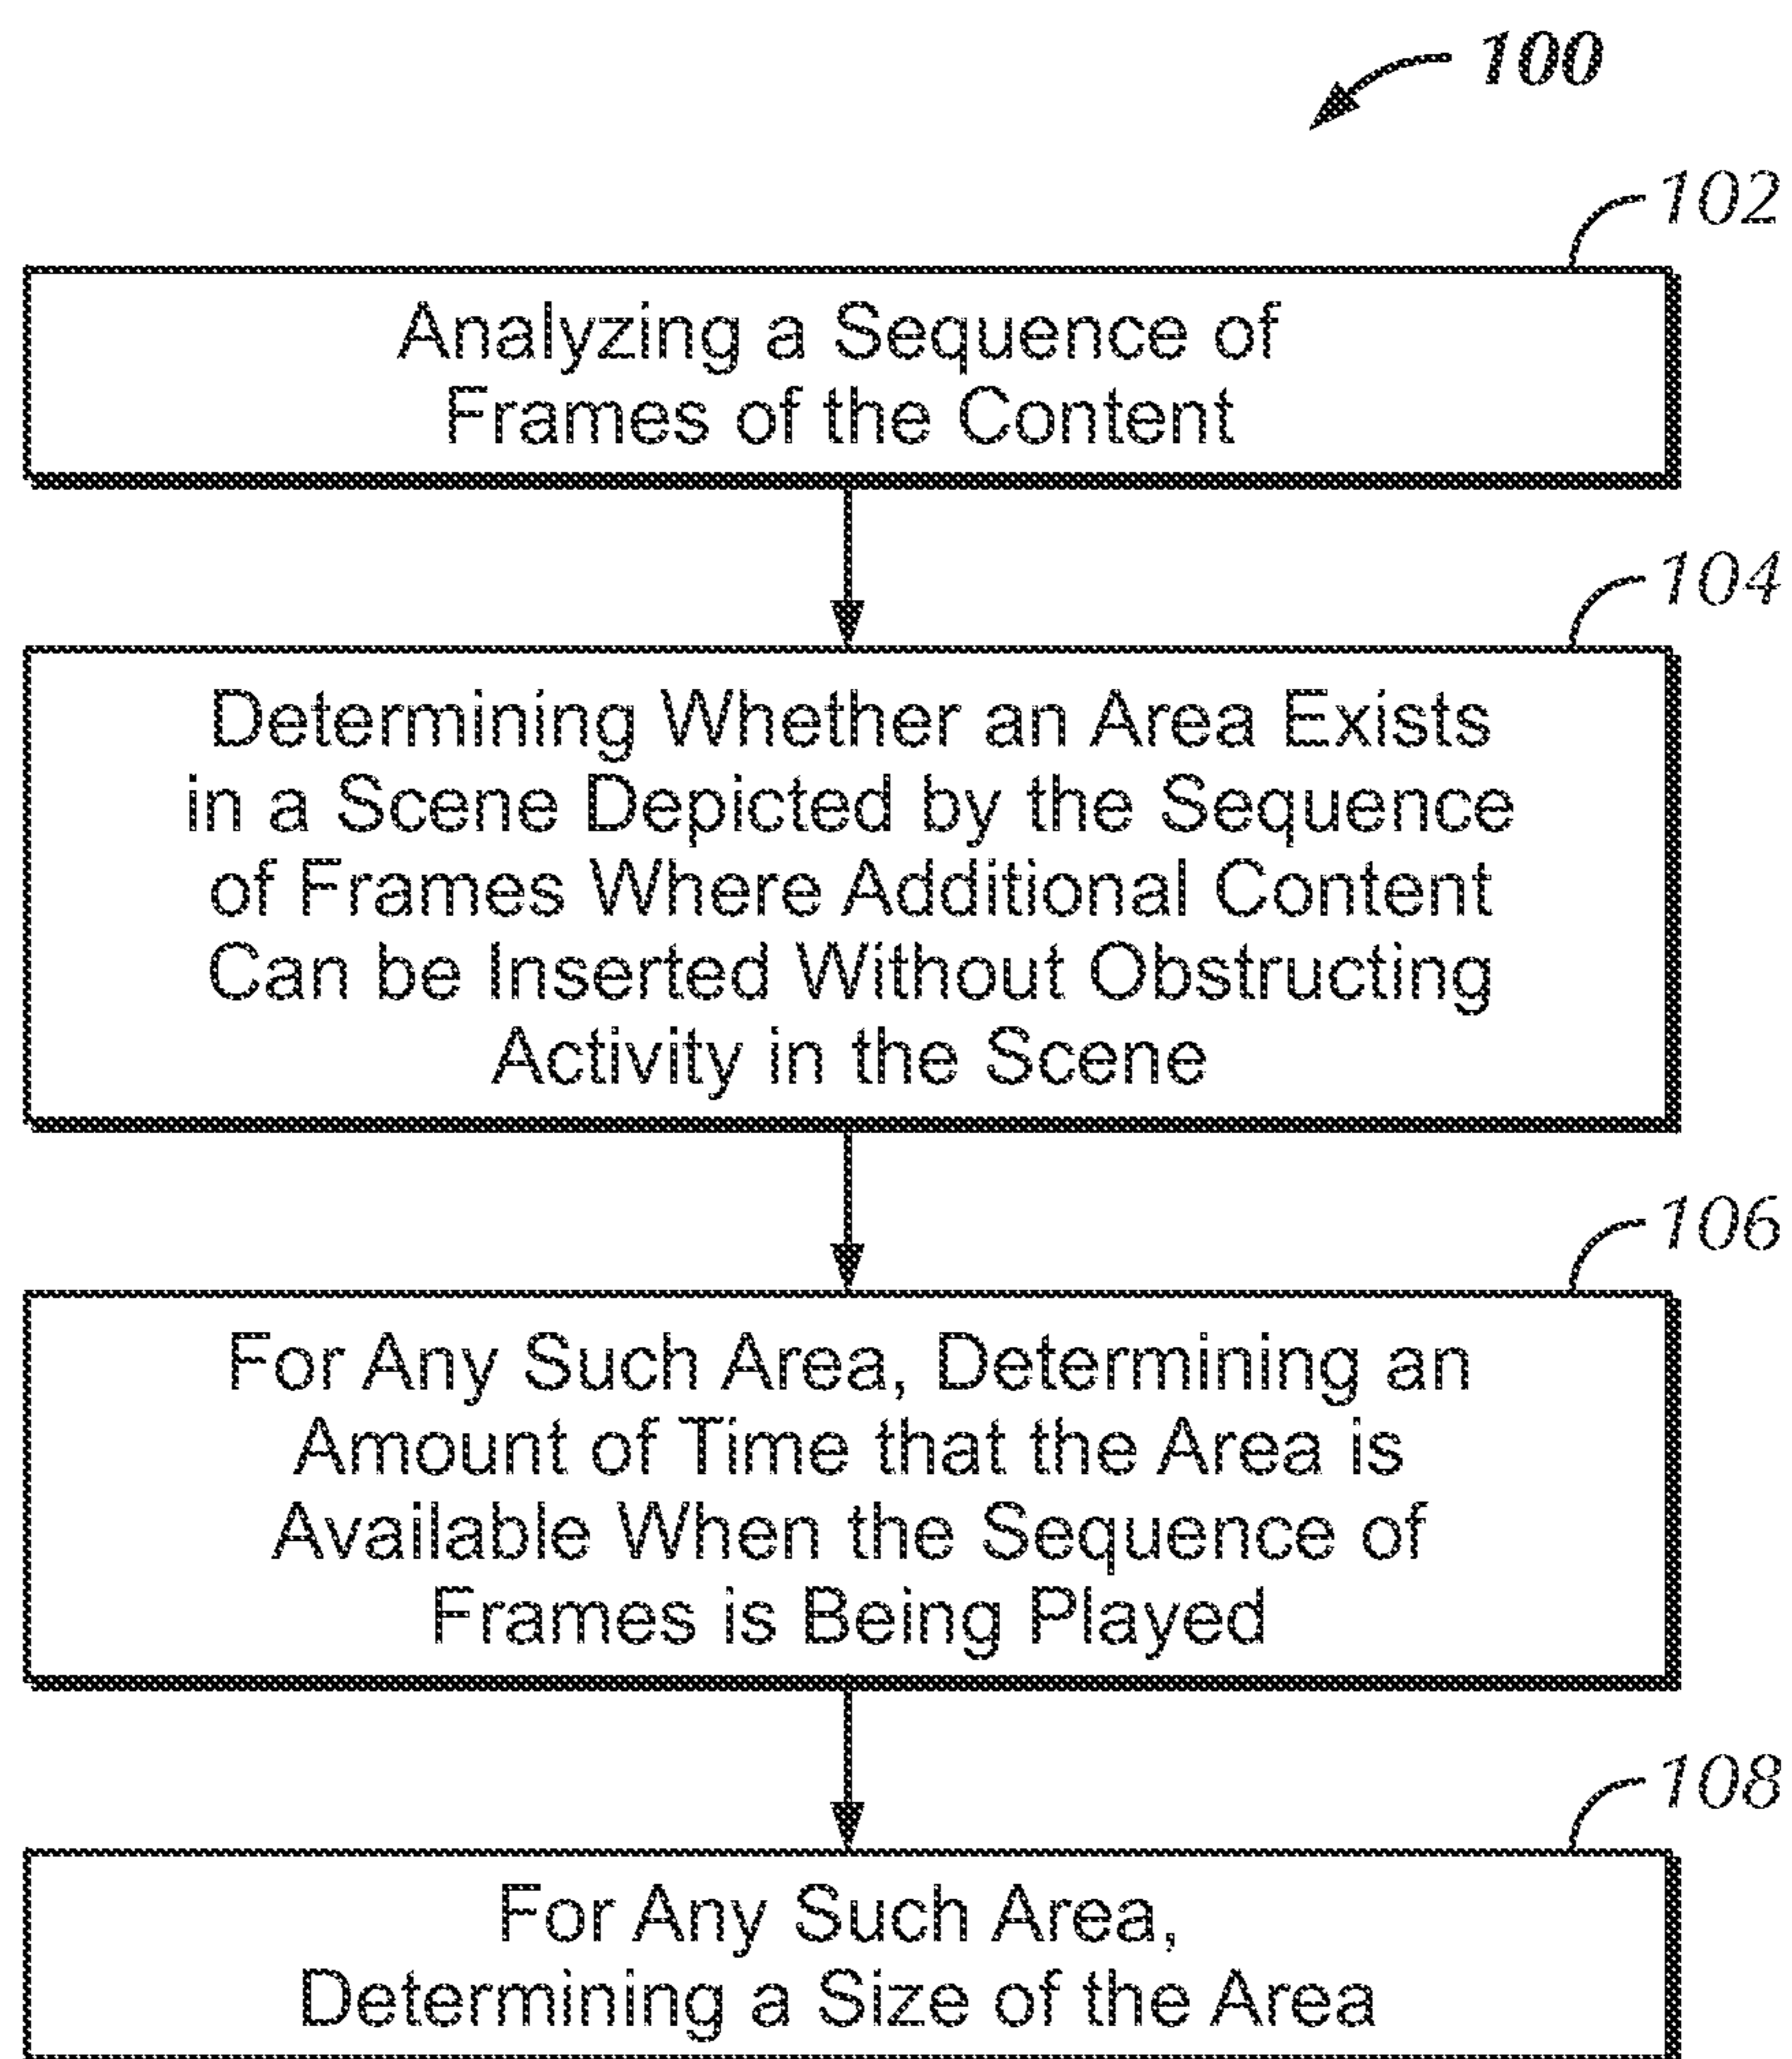 100
102
Analyzing a Sequence of
Frames of the Content
104
Determining Whether an Area Exists
in a Scene Depicted by the Sequence
of Frames Where Additional Content
Can be Inserted Without Obstructing
Activity in the Scene
106
For Any Such Area, Determining an
Amount of Time that the Area is
Available When the Sequence of
Frames is Being Played
108
For Any Such Area,
Determining a Size of the Area